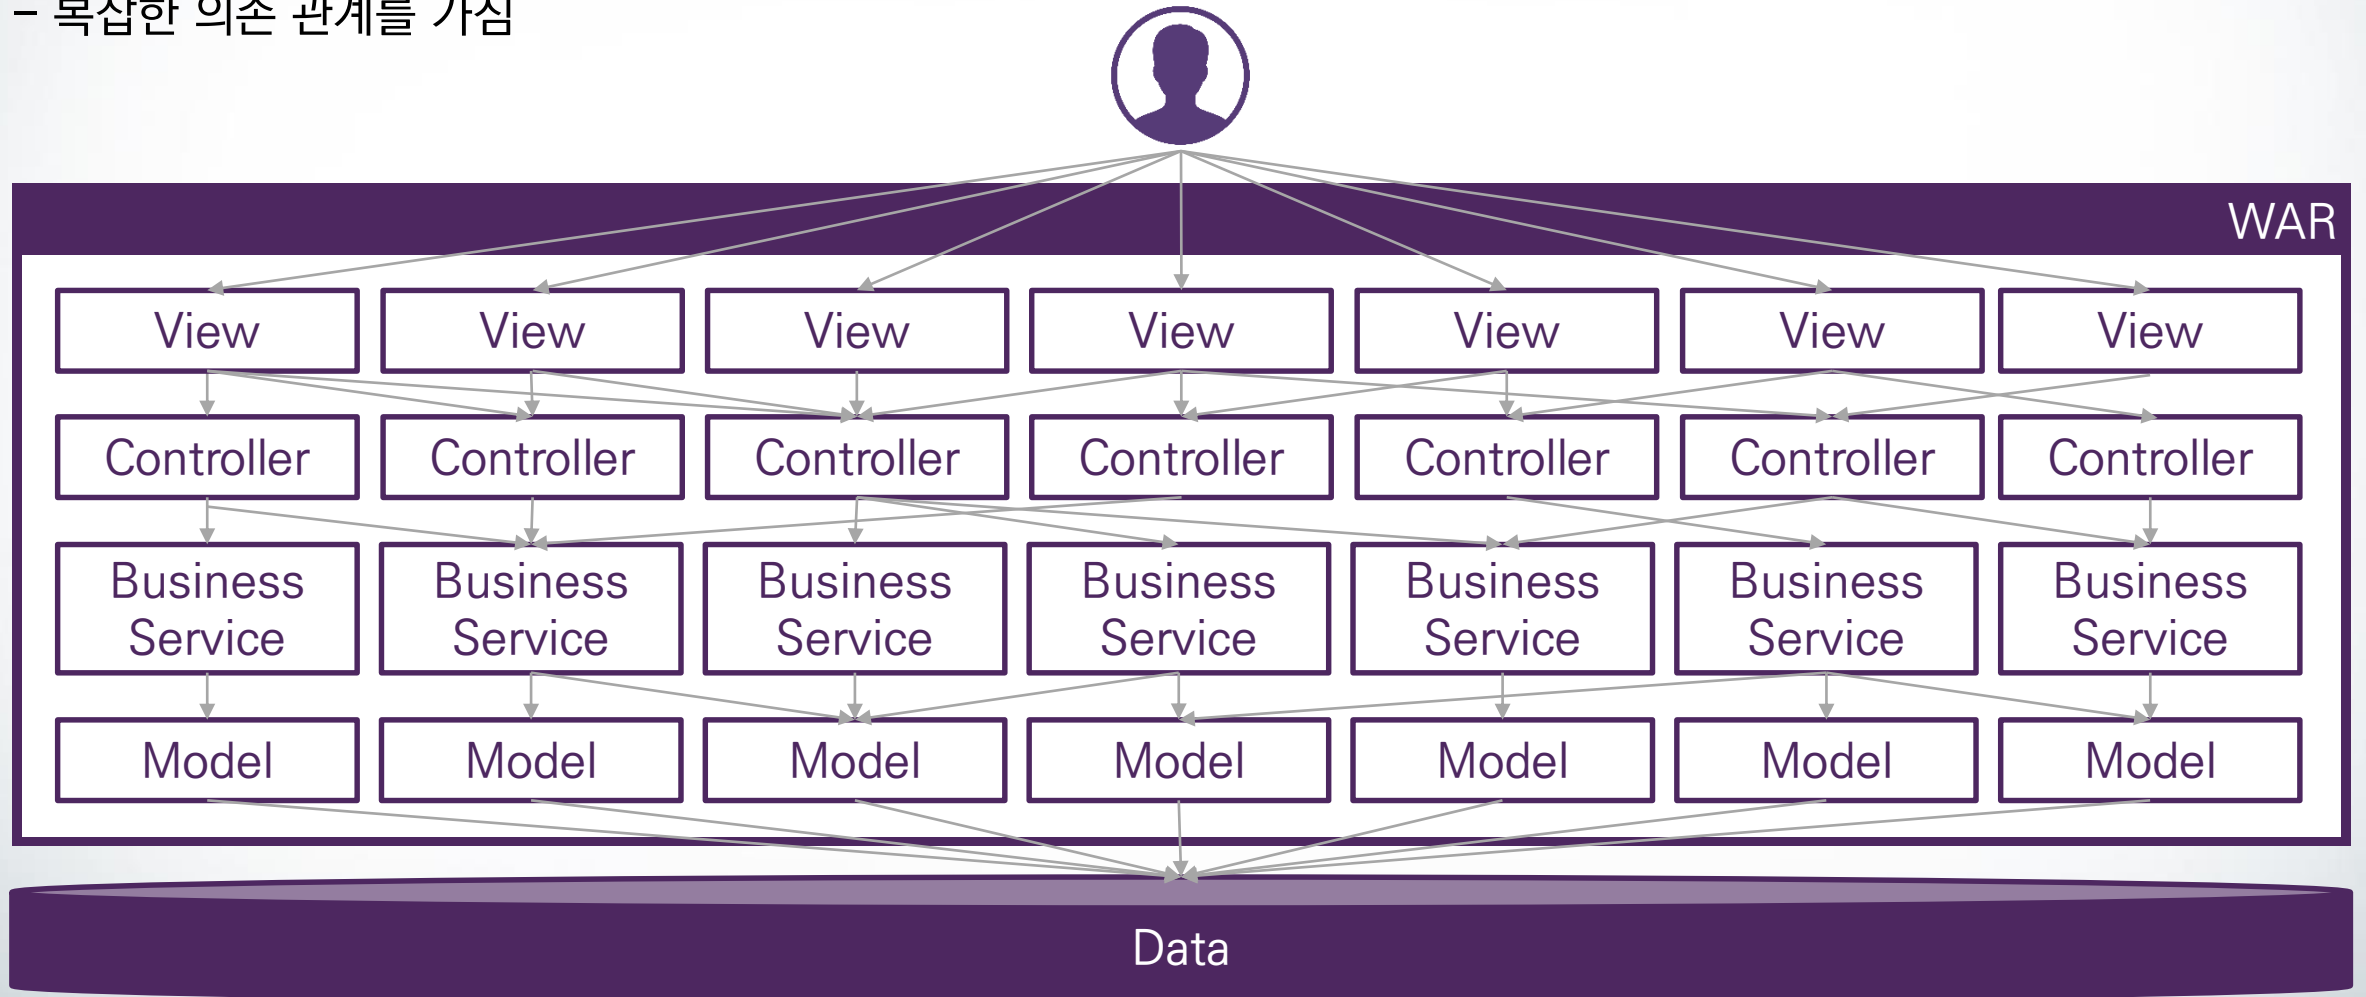 – 복잡한 의존 관계를 가짐
WAR
View View View View View View View
Controller Controller Controller Controller Controller Controller Controller
Business Business Business Business Business Business Business
Service Service Service Service Service Service Service
Model Model Model Model Model Model Model
Data